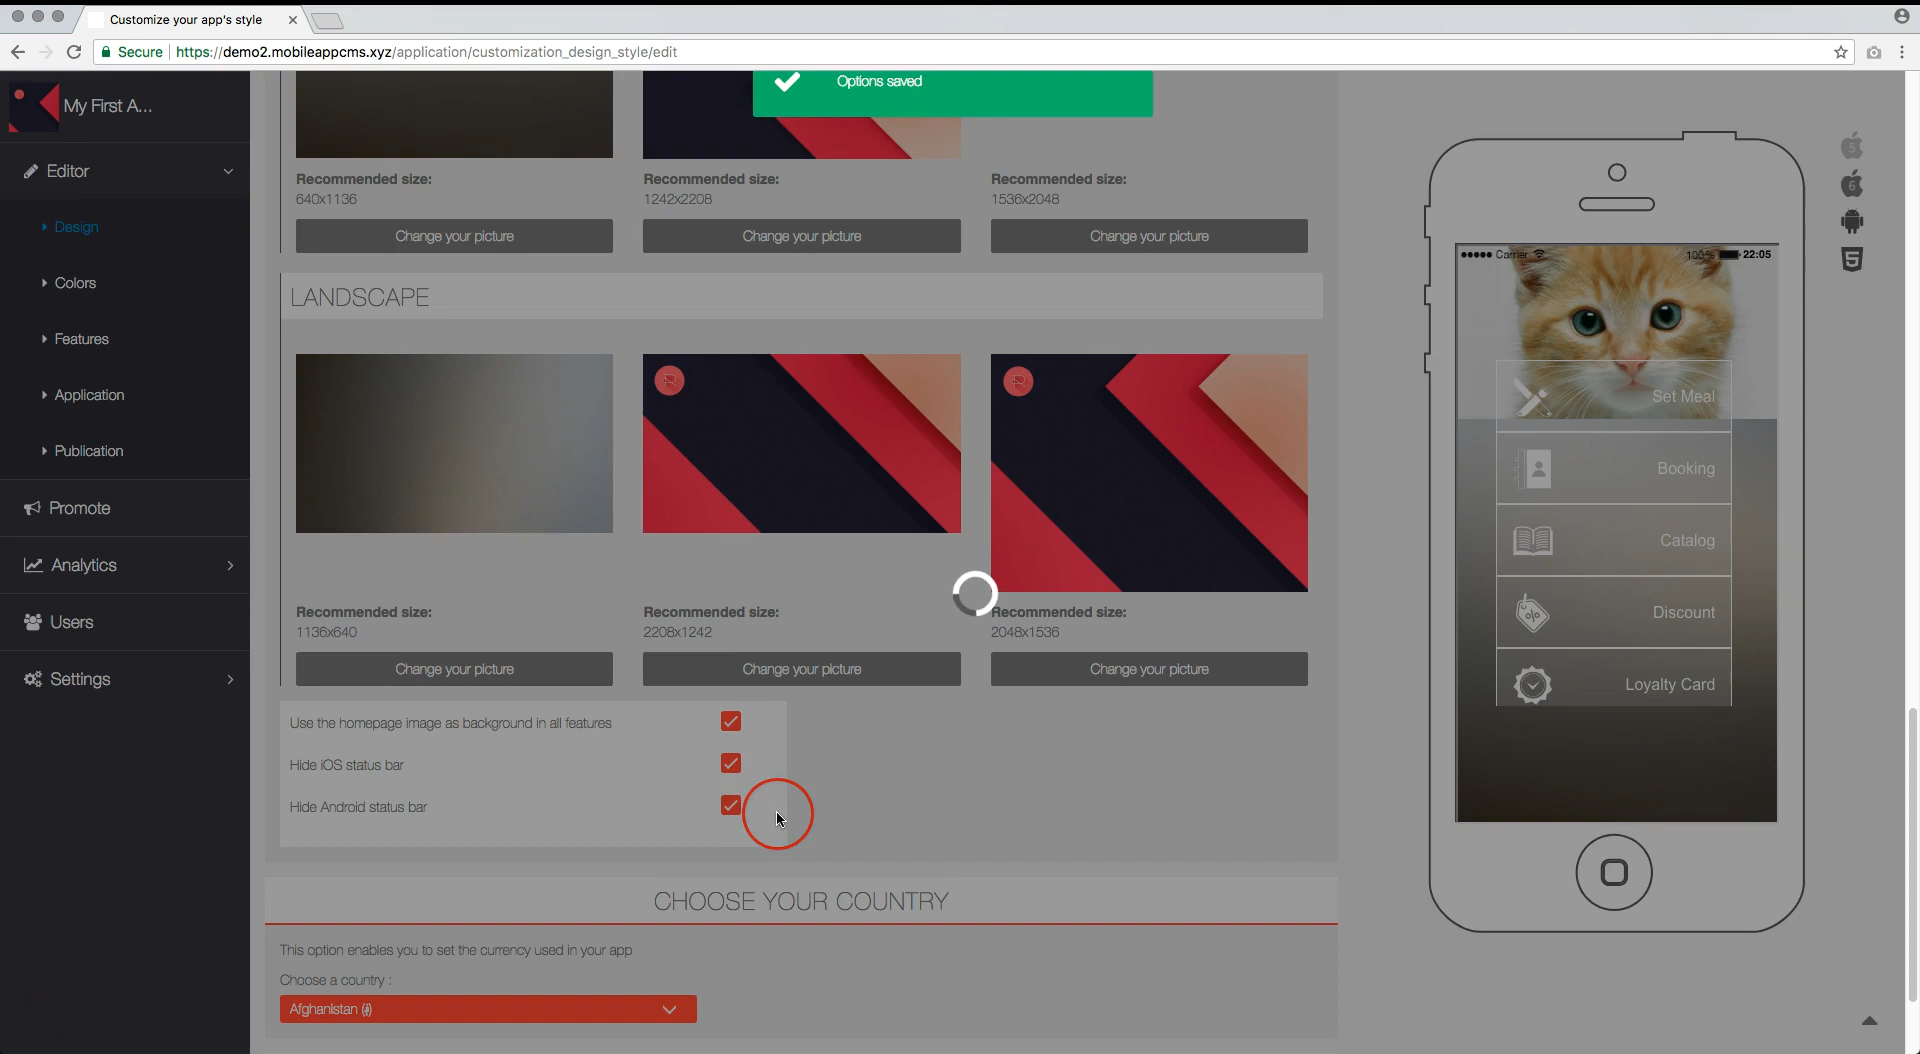 Customize your app's style
Secure
https://demo2.mobileappcms.xyz/application/customization_design_style/edit
My First A...
Editor
Design
Colors
Features
Application
Publication
Promote
Analytics
Users
Settings
Options saved
Recommended size:
640x1136
Change your picture
Recommended size:
1242x2208
Change your picture
Recommended size:
1536x2048
Change your picture
LANDSCAPE
Recommended size:
1136x640
Change your picture
Recommended size:
2208x1242
Change your picture
Recommended size:
2048x1536
Change your picture
Use the homepage image as background in all features
Hide iOS status bar
Hide Android status bar
CHOOSE YOUR COUNTRY
This option enables you to set the currency used in your app
Choose a country :
Afghanistan (؋)
Carrier
100%
22:05
Set Meal
Booking
Catalog
Discount
Loyalty Card
5
6
5